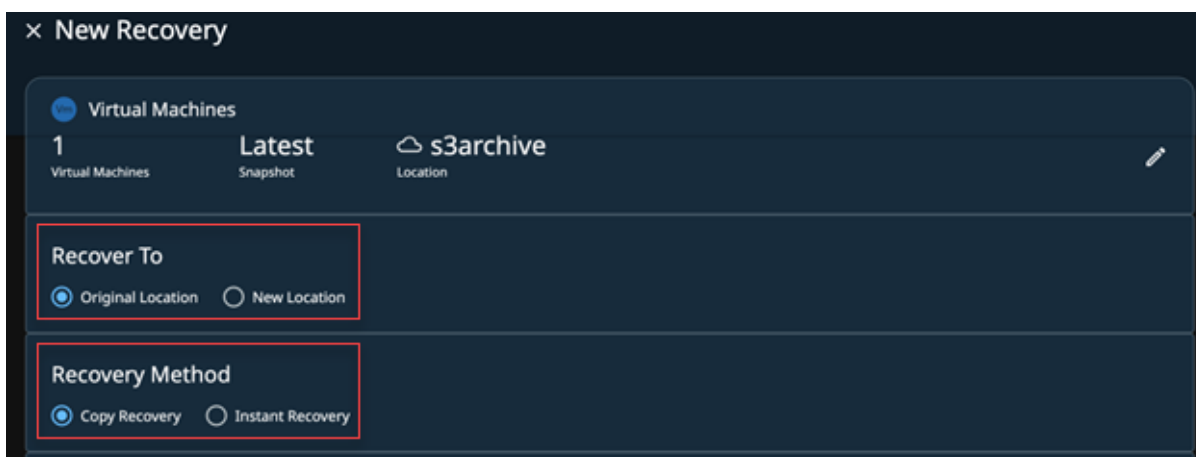 × New Recovery
Virtual Machines
1 Latest s3archive
Virtual Machines Snapshot Location
Recover To
Original Location New Location
Recovery Method
Copy Recovery Instant Recovery